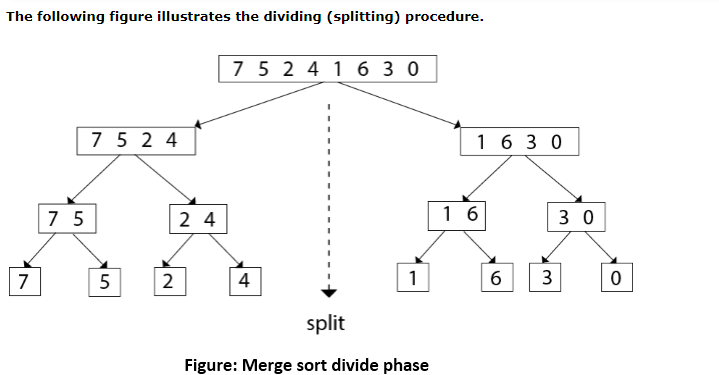 The following figure illustrates the dividing (splitting) procedure.
7 5 2 4 1 6 3 0
7 5 2 4
1 6 3 0
7 5
2 4
1 6
3 0
7
5
2
4
1
6
3
0
split
Figure: Merge sort divide phase